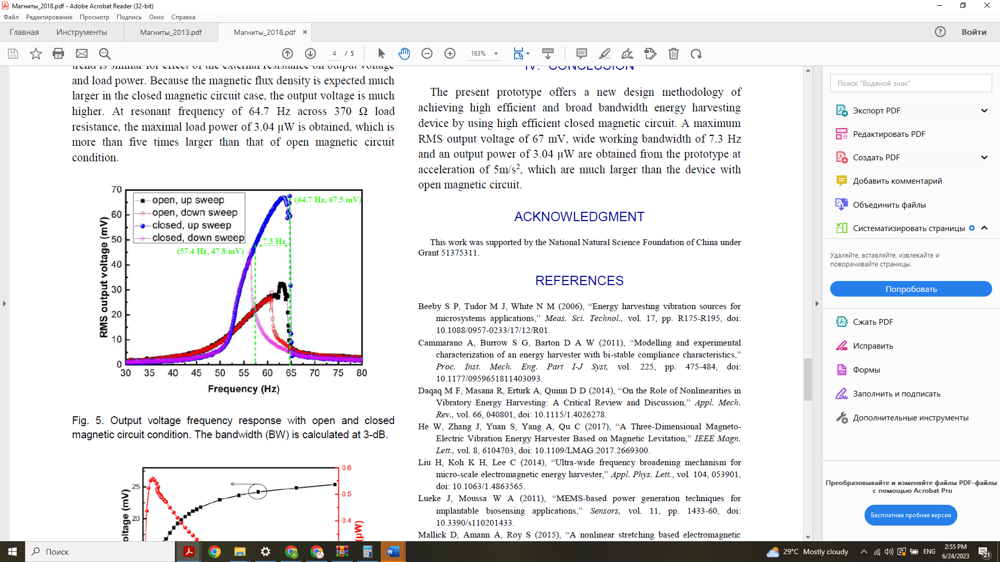 Магниты_2018.pdf - Adobe Acrobat Reader (32-bit)
Файл Редактирование Просмотр Подпись Окно Справка
Главная Инструменты Магниты_2013.pdf Магниты_2018.pdf × ? Войти
4 / 5 163%
trend is similar for effect of the external resistance on output voltage
and load power. Because the magnetic flux density is expected much
larger in the closed magnetic circuit case, the output voltage is much
higher. At resonant frequency of 64.7 Hz across 370 Ω load
resistance, the maximal load power of 3.04 μW is obtained, which is
more than five times larger than that of open magnetic circuit
condition.
70
60
50
40
30
20
10
0
RMS output voltage (mV)
open, up sweep
open, down sweep
closed, up sweep
closed, down sweep
(64.7 Hz, 67.5 mV)
7.3 Hz
(57.4 Hz, 47.8 mV)
30 35 40 45 50 55 60 65 70 75 80
Frequency (Hz)
Fig. 5. Output voltage frequency response with open and closed
magnetic circuit condition. The bandwidth (BW) is calculated at 3-dB.
25
20
oltage (mV)
0.6
0.5
0.4
(μW)
IV. CONCLUSION
The present prototype offers a new design methodology of
achieving high efficient and broad bandwidth energy harvesting
device by using high efficient closed magnetic circuit. A maximum
RMS output voltage of 67 mV, wide working bandwidth of 7.3 Hz
and an output power of 3.04 μW are obtained from the prototype at
acceleration of 5m/s², which are much larger than the device with
open magnetic circuit.
ACKNOWLEDGMENT
This work was supported by the National Natural Science Foundation of China under
Grant 51375311.
REFERENCES
Beeby S P, Tudor M J, White N M (2006), “Energy harvesting vibration sources for
microsystems applications,” Meas. Sci. Technol., vol. 17, pp. R175-R195, doi:
10.1088/0957-0233/17/12/R01.
Cammarano A, Burrow S G, Barton D A W (2011), “Modelling and experimental
characterization of an energy harvester with bi-stable compliance characteristics,”
Proc. Inst. Mech. Eng. Part I-J Syst, vol. 225, pp. 475-484, doi:
10.1177/0959651811403093.
Daqaq M F, Masana R, Erturk A, Quinn D D (2014), “On the Role of Nonlinearities in
Vibratory Energy Harvesting: A Critical Review and Discussion,” Appl. Mech.
Rev., vol. 66, 040801, doi: 10.1115/1.4026278.
He W, Zhang J, Yuan S, Yang A, Qu C (2017), “A Three-Dimensional Magneto-
Electric Vibration Energy Harvester Based on Magnetic Levitation,” IEEE Magn.
Lett., vol. 8, 6104703, doi: 10.1109/LMAG.2017.2669300.
Liu H, Koh K H, Lee C (2014), “Ultra-wide frequency broadening mechanism for
micro-scale electromagnetic energy harvester,” Appl. Phys. Lett., vol. 104, 053901,
doi: 10.1063/1.4863565.
Lueke J, Moussa W A (2011), “MEMS-based power generation techniques for
implantable biosensing applications,” Sensors, vol. 11, pp. 1433-60, doi:
10.3390/s110201433.
Mallick D, Amann A, Roy S (2015), “A nonlinear stretching based electromagnetic
Поиск "Водяной знак"
Экспорт PDF
Редактировать PDF
Создать PDF
Добавить комментарий
Объединить файлы
Систематизировать страницы
Удаляйте, вставляйте, извлекайте и
поворачивайте страницы.
Попробовать
Сжать PDF
Исправить
Формы
Заполнить и подписать
Дополнительные инструменты
Преобразовывайте и изменяйте файлы PDF-файлы
с помощью Acrobat Pro
Бесплатная пробная версия
Поиск
29°C Mostly cloudy
ENG
2:55 PM
6/24/2023
21